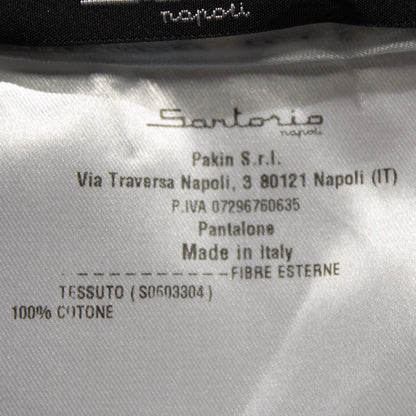 napoli
Sartorio
napoli
Pakin S.r.l.
Via Traversa Napoli, 3 80121 Napoli (IT)
P.IVA 07296760635
Pantalone
Made in Italy
- - - - - - - - - - - - - - - FIBRE ESTERNE
TESSUTO ( S0603304 )
100% COTONE